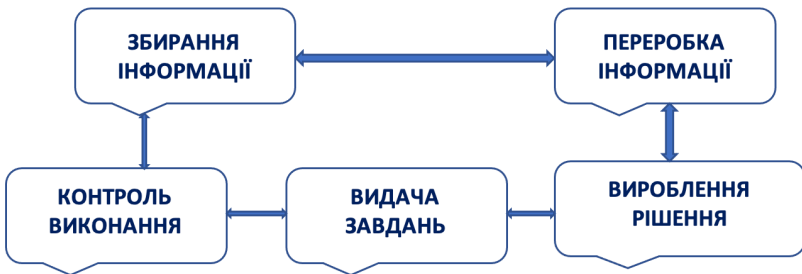 ЗБИРАННЯ
ІНФОРМАЦІЇ
ПЕРЕРОБКА
ІНФОРМАЦІЇ
КОНТРОЛЬ
ВИКОНАННЯ
ВИДАЧА
ЗАВДАНЬ
ВИРОБЛЕННЯ
РІШЕННЯ